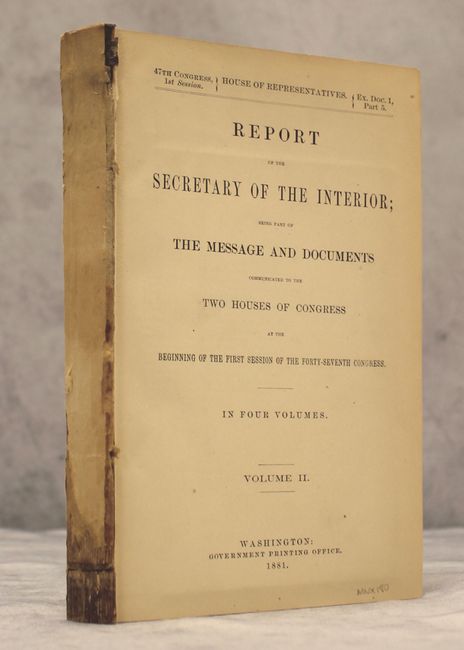 47TH CONGRESS, HOUSE OF REPRESENTATIVES. Ex. Doc. 1,
1st Session. Part 5.
REPORT
OF THE
SECRETARY OF THE INTERIOR;
BEING PART OF
THE MESSAGE AND DOCUMENTS
COMMUNICATED TO THE
TWO HOUSES OF CONGRESS
AT THE
BEGINNING OF THE FIRST SESSION OF THE FORTY-SEVENTH CONGRESS.
IN FOUR VOLUMES.
VOLUME II.
WASHINGTON:
GOVERNMENT PRINTING OFFICE.
1881.